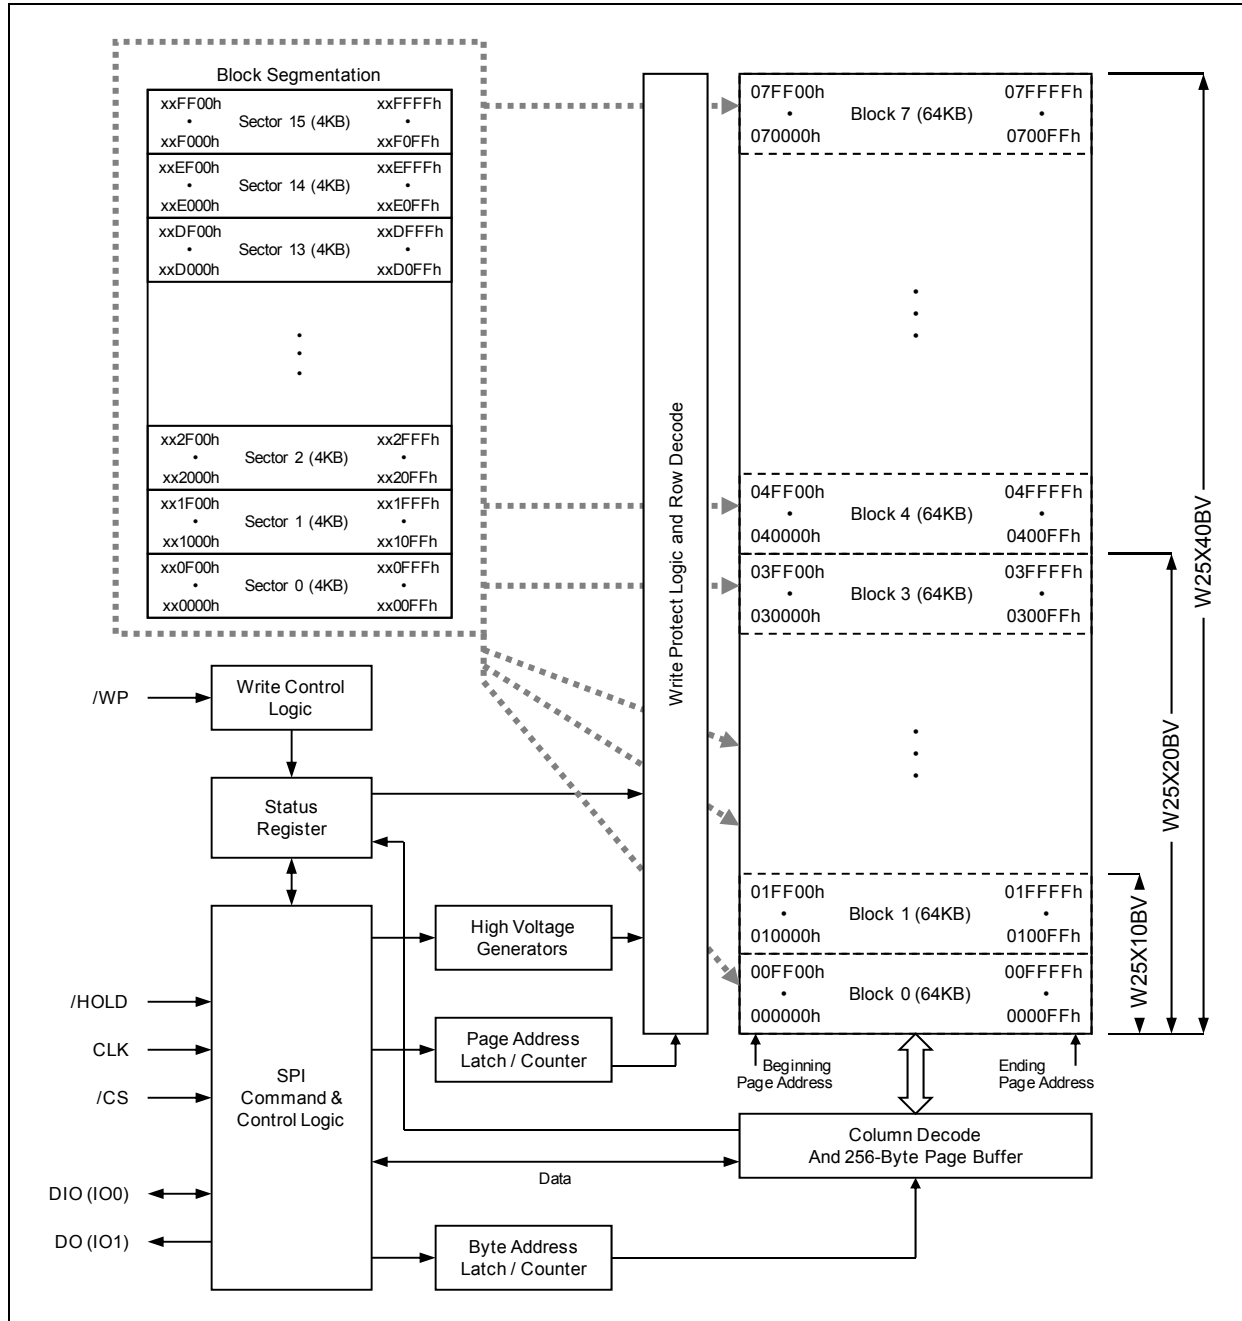 Block Segmentation
xxFF00h xxFFFFh
• Sector 15 (4KB) •
xxF000h xxF0FFh
xxEF00h xxEFFFh
• Sector 14 (4KB) •
xxE000h xxE0FFh
xxDF00h xxDFFFh
• Sector 13 (4KB) •
xxD000h xxD0FFh
xx2F00h xx2FFFh
• Sector 2 (4KB) •
xx2000h xx20FFh
xx1F00h xx1FFFh
• Sector 1 (4KB) •
xx1000h xx10FFh
xx0F00h xx0FFFh
• Sector 0 (4KB) •
xx0000h xx00FFh
Write Protect Logic and Row Decode
07FF00h 07FFFFh
• Block 7 (64KB) •
070000h 0700FFh
04FF00h 04FFFFh
• Block 4 (64KB) •
040000h 0400FFh
03FF00h 03FFFFh
• Block 3 (64KB) •
030000h 0300FFh
01FF00h 01FFFFh
• Block 1 (64KB) •
010000h 0100FFh
00FF00h 00FFFFh
• Block 0 (64KB) •
000000h 0000FFh
W25X10BV
W25X20BV
W25X40BV
Beginning
Page Address
Ending
Page Address
/WP
Write Control
Logic
Status
Register
High Voltage
Generators
/HOLD
CLK
/CS
DIO (IO0)
DO (IO1)
SPI
Command &
Control Logic
Page Address
Latch / Counter
Column Decode
And 256-Byte Page Buffer
Data
Byte Address
Latch / Counter